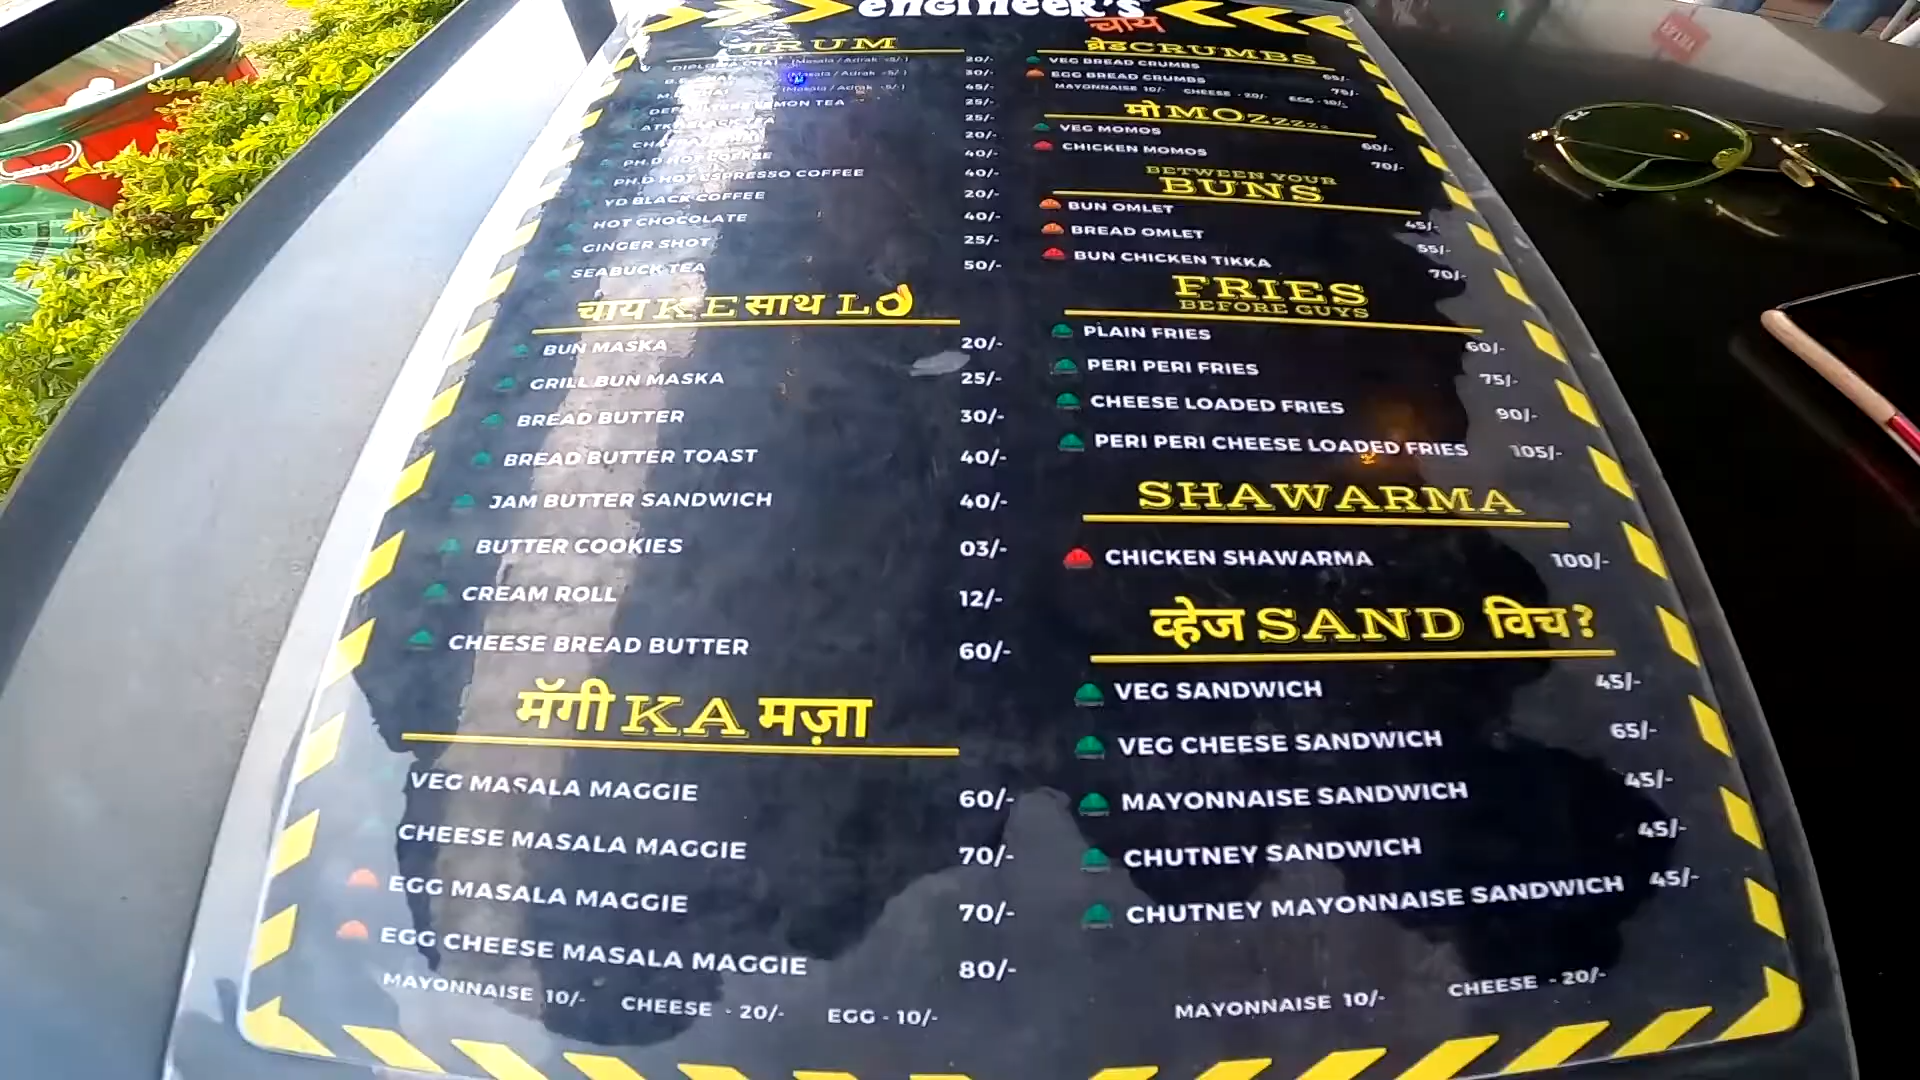 ENGINEER'S
चाय
गRUM
DIPLOMA CHAI (Masala / Adrak -5/-) 20/-
B.E. CHAI (Masala / Adrak -5/-) 30/-
M.E. CHAI (Masala / Adrak -5/-) 45/-
DEFAULTERS LEMON TEA 25/-
ATKT BLACK TEA 25/-
20/-
PH.D HOT COFFEE 40/-
PH.D HOT ESPRESSO COFFEE 40/-
YD BLACK COFFEE 20/-
HOT CHOCOLATE 40/-
GINGER SHOT 25/-
SEABUCK TEA 50/-
चाय KE साथ LO
BUN MASKA 20/-
GRILL BUN MASKA 25/-
BREAD BUTTER 30/-
BREAD BUTTER TOAST 40/-
JAM BUTTER SANDWICH 40/-
BUTTER COOKIES 03/-
CREAM ROLL 12/-
CHEESE BREAD BUTTER 60/-
मॅगी KA मज़ा
VEG MASALA MAGGIE 60/-
CHEESE MASALA MAGGIE 70/-
EGG MASALA MAGGIE 70/-
EGG CHEESE MASALA MAGGIE 80/-
MAYONNAISE 10/- CHEESE - 20/- EGG - 10/-
ब्रेडCRUMBS
VEG BREAD CRUMBS 65/-
EGG BREAD CRUMBS 75/-
MAYONNAISE 10/- CHEESE - 20/- EGG - 10/-
मोMOZzzzz
VEG MOMOS 60/-
CHICKEN MOMOS 70/-
BETWEEN YOUR
BUNS
BUN OMLET 45/-
BREAD OMLET 55/-
BUN CHICKEN TIKKA 70/-
FRIES
BEFORE GUYS
PLAIN FRIES 60/-
PERI PERI FRIES 75/-
CHEESE LOADED FRIES 90/-
PERI PERI CHEESE LOADED FRIES 105/-
SHAWARMA
CHICKEN SHAWARMA 100/-
व्हेज SAND विच?
VEG SANDWICH 45/-
VEG CHEESE SANDWICH 65/-
MAYONNAISE SANDWICH 45/-
CHUTNEY SANDWICH 45/-
CHUTNEY MAYONNAISE SANDWICH 45/-
MAYONNAISE 10/- CHEESE - 20/-